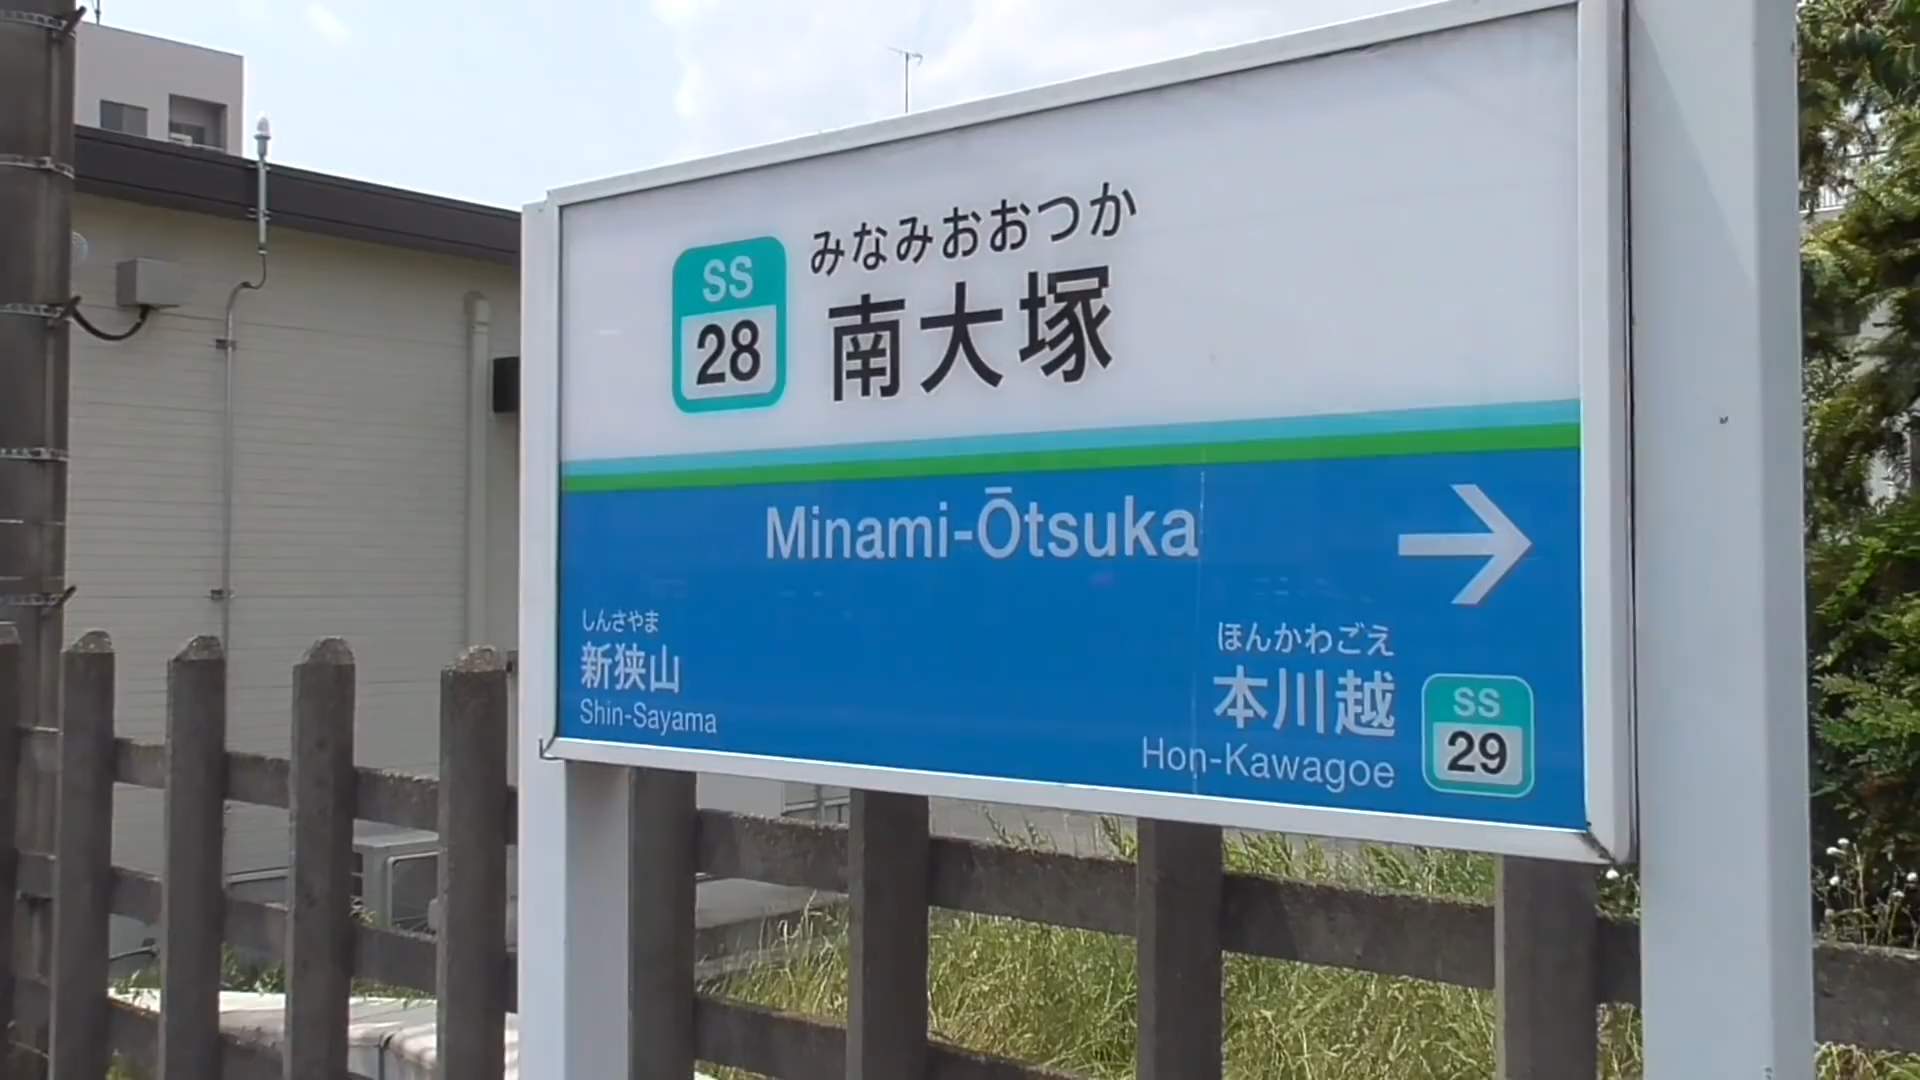 みなみおおつか
SS
28
南大塚
Minami-Ōtsuka
→
しんさやま
新狭山
Shin-Sayama
ほんかわごえ
本川越
Hon-Kawagoe
SS
29